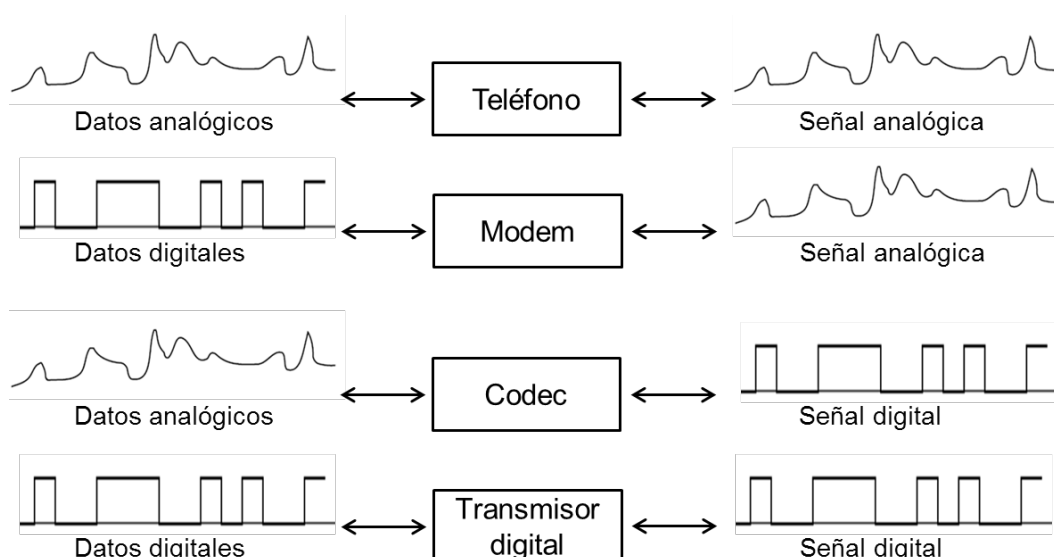 Teléfono
Datos analógicos
Señal analógica
Modem
Datos digitales
Señal analógica
Codec
Datos analógicos
Señal digital
Transmisor
digital
Datos digitales
Señal digital